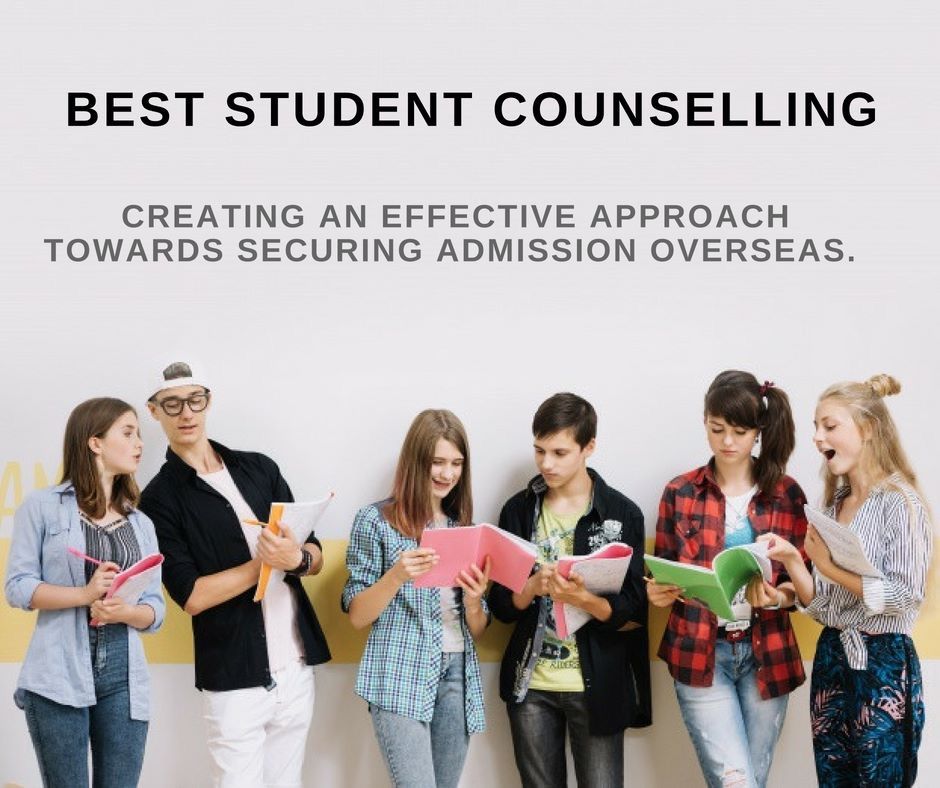 BEST STUDENT COUNSELLING
CREATING AN EFFECTIVE APPROACH
TOWARDS SECURING ADMISSION OVERSEAS.